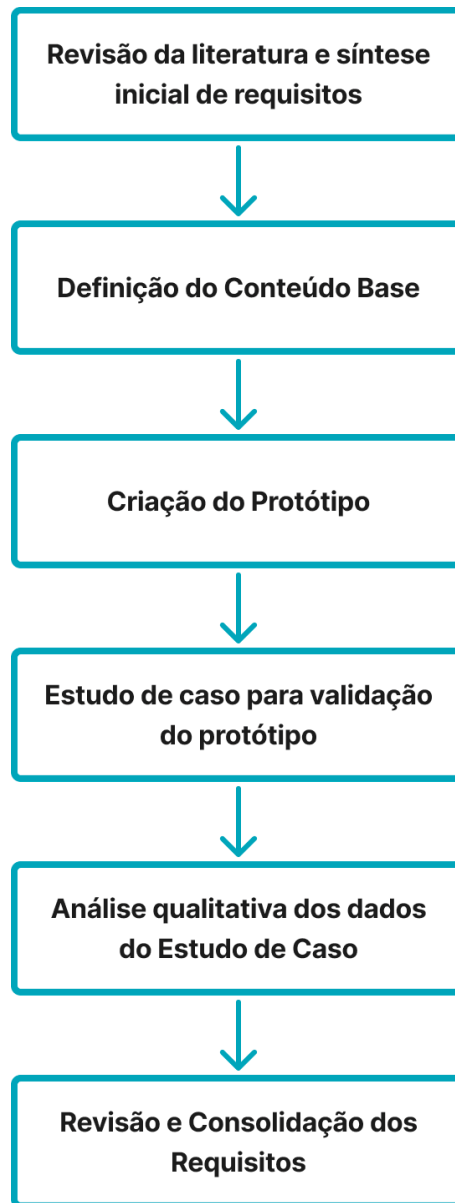 Revisão da literatura e síntese
inicial de requisitos
Definição do Conteúdo Base
Criação do Protótipo
Estudo de caso para validação
do protótipo
Análise qualitativa dos dados
do Estudo de Caso
Revisão e Consolidação dos
Requisitos